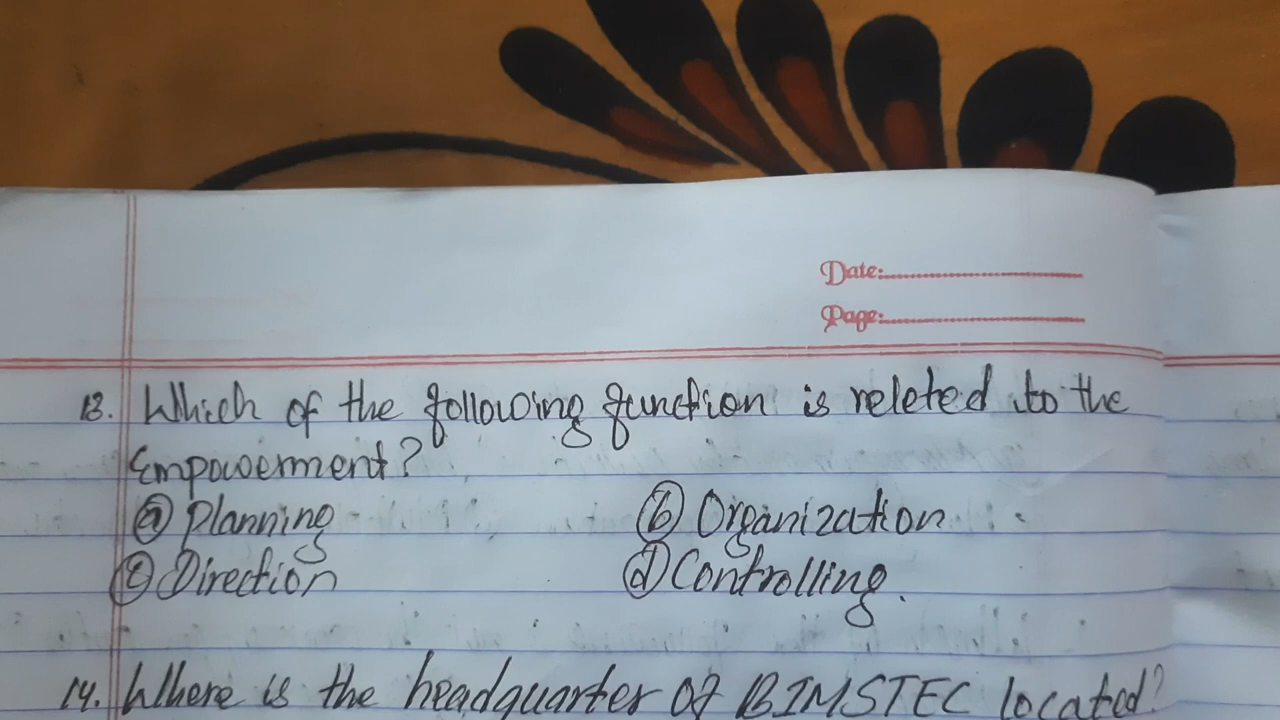 Date:
Page:
13. Which of the following function is releted to the
Empowerment?
(a) Planning
(b) Organization
(c) Direction
(d) Controlling.
14. Where is the headquarter of BIMSTEC located?